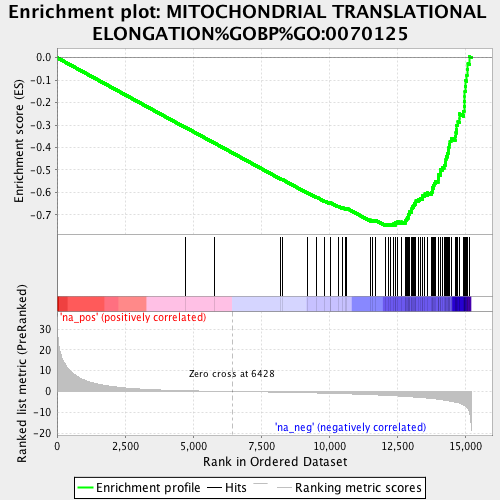 Enrichment plot: MITOCHONDRIAL TRANSLATIONAL
ELONGATION%GOBP%GO:0070125
Enrichment score (ES)
0.0
-0.1
-0.2
-0.3
-0.4
-0.5
-0.6
-0.7
'na_pos' (positively correlated)
Ranked list metric (PreRanked)
30
20
10
0
-10
-20
Zero cross at 6428
'na_neg' (negatively correlated)
0
2,500
5,000
7,500
10,000
12,500
15,000
Rank in Ordered Dataset
Enrichment profile
Hits
Ranking metric scores